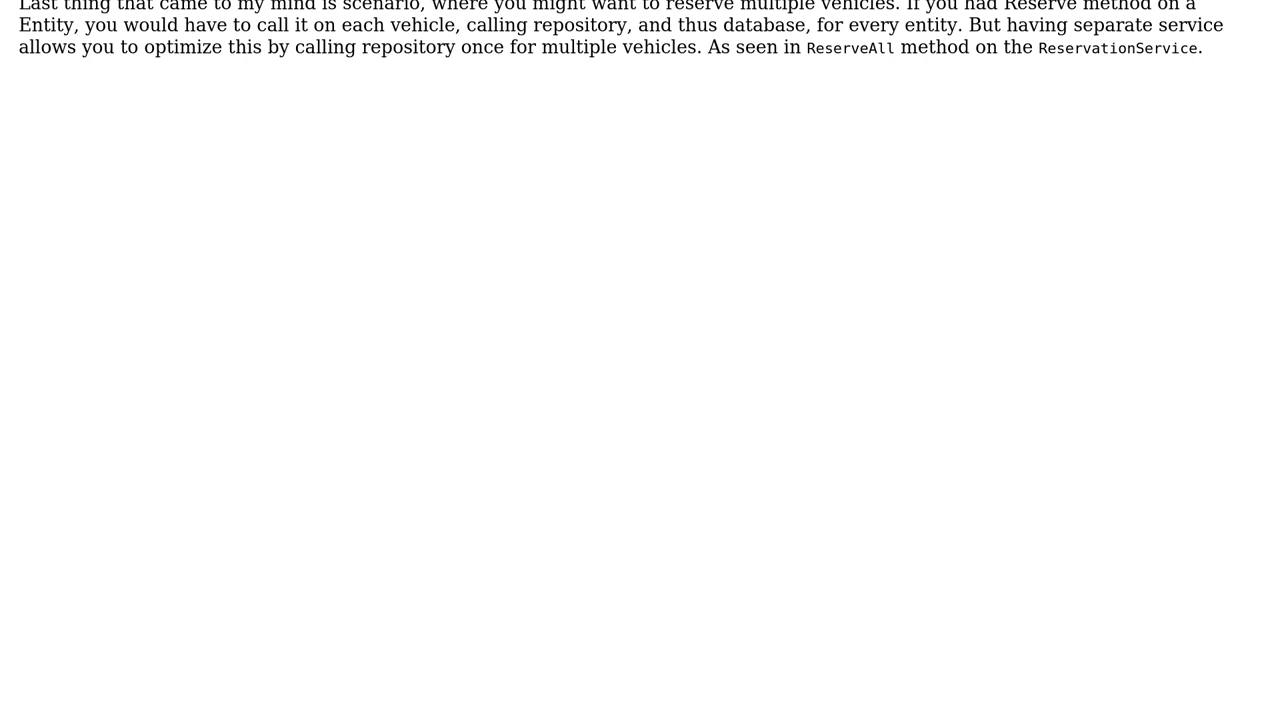 Last thing that came to my mind is scenario, where you might want to reserve multiple vehicles. If you had Reserve method on a
Entity, you would have to call it on each vehicle, calling repository, and thus database, for every entity. But having separate service
allows you to optimize this by calling repository once for multiple vehicles. As seen in ReserveAll method on the ReservationService.